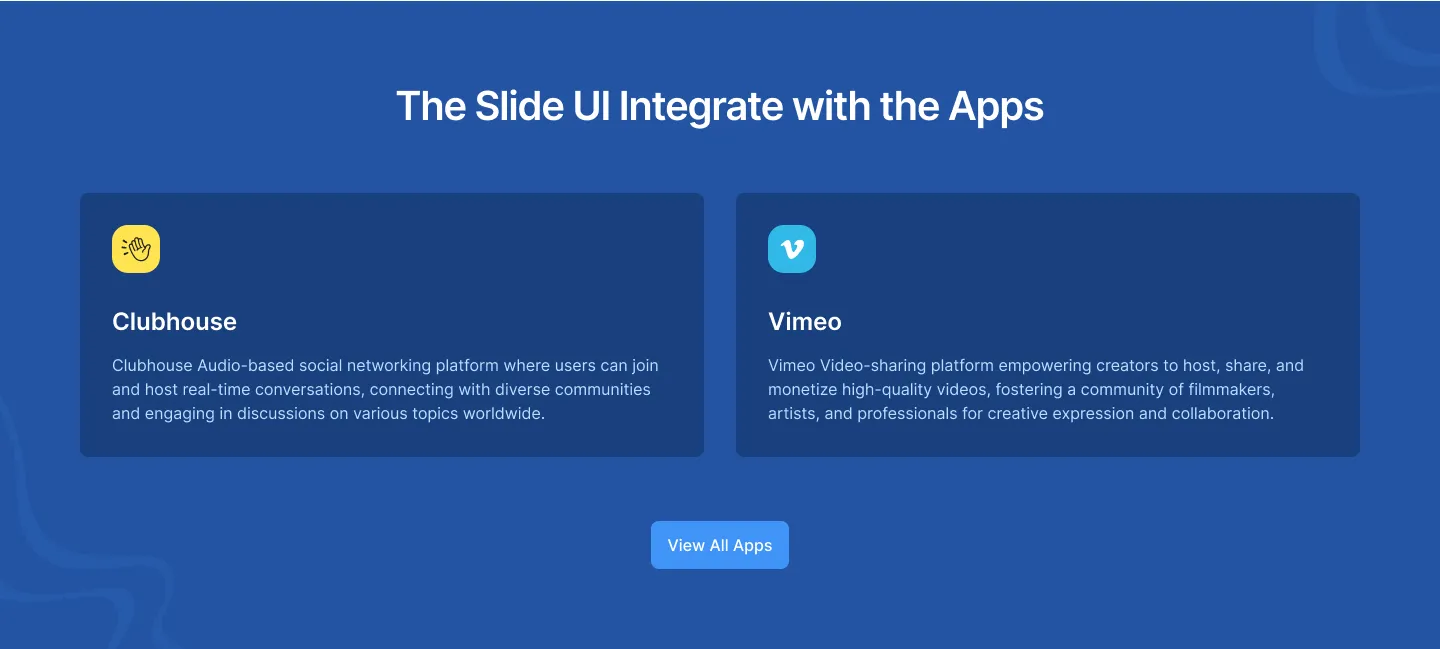 The Slide UI Integrate with the Apps
Clubhouse
Clubhouse Audio-based social networking platform where users can join
and host real-time conversations, connecting with diverse communities
and engaging in discussions on various topics worldwide.
Vimeo
Vimeo Video-sharing platform empowering creators to host, share, and
monetize high-quality videos, fostering a community of filmmakers,
artists, and professionals for creative expression and collaboration.
View All Apps